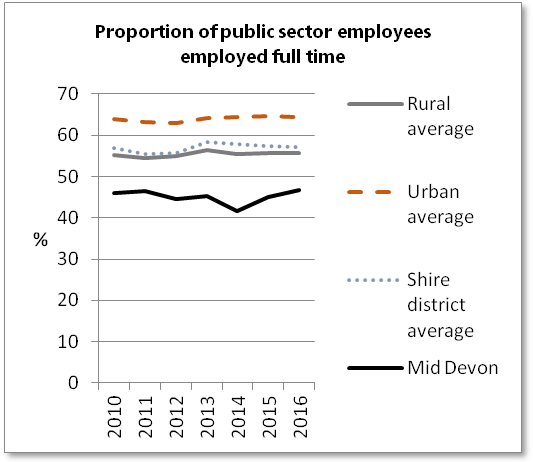 Proportion of public sector employees
employed full time
70
60
50
40
30
20
10
0
%
2010
2011
2012
2013
2014
2015
2016
Rural
average
Urban
average
Shire
district
average
Mid Devon